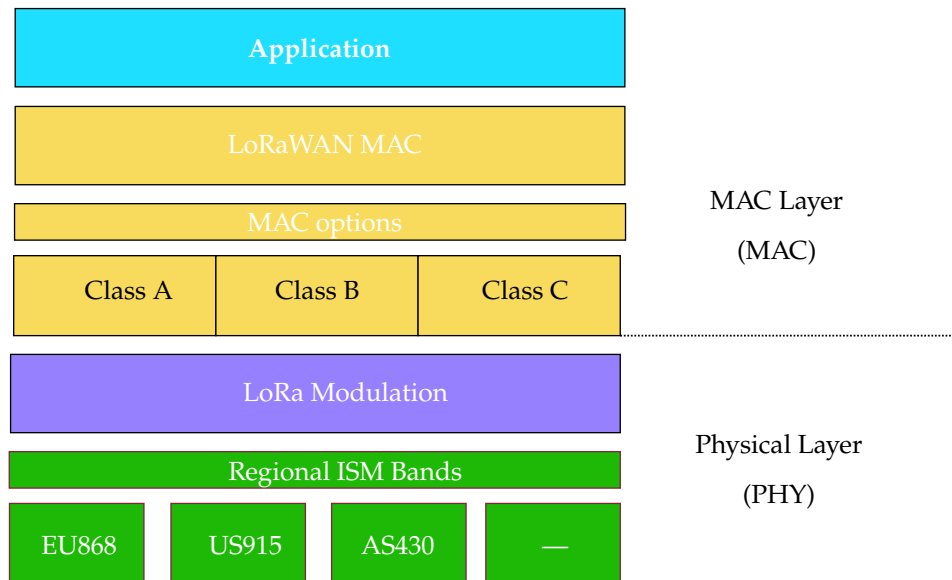 Application
LoRaWAN MAC
MAC options
Class A
Class B
Class C
MAC Layer
(MAC)
LoRa Modulation
Regional ISM Bands
EU868
US915
AS430
—
Physical Layer
(PHY)